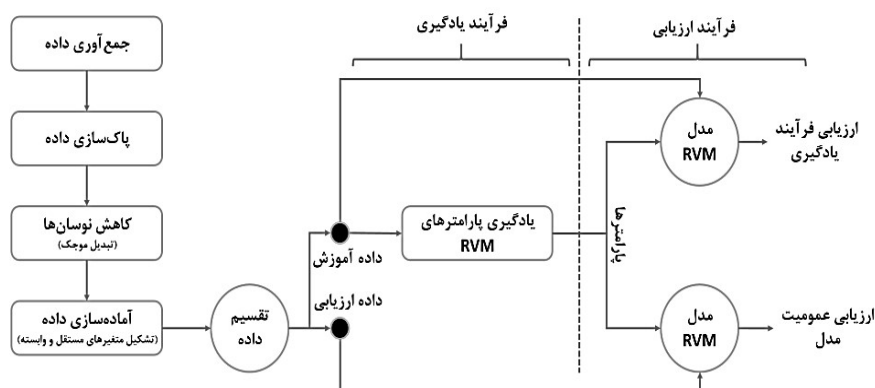 جمع‌آوری داده
پاک‌سازی داده
کاهش نوسان‌ها
(تبدیل موجک)
آماده‌سازی داده
(تشکیل متغیرهای مستقل و وابسته)
تقسیم
داده
داده آموزش
داده ارزیابی
فرآیند یادگیری
یادگیری پارامترهای
RVM
فرآیند ارزیابی
پارامترها
مدل
RVM
ارزیابی فرآیند
یادگیری
مدل
RVM
ارزیابی عمومیت
مدل